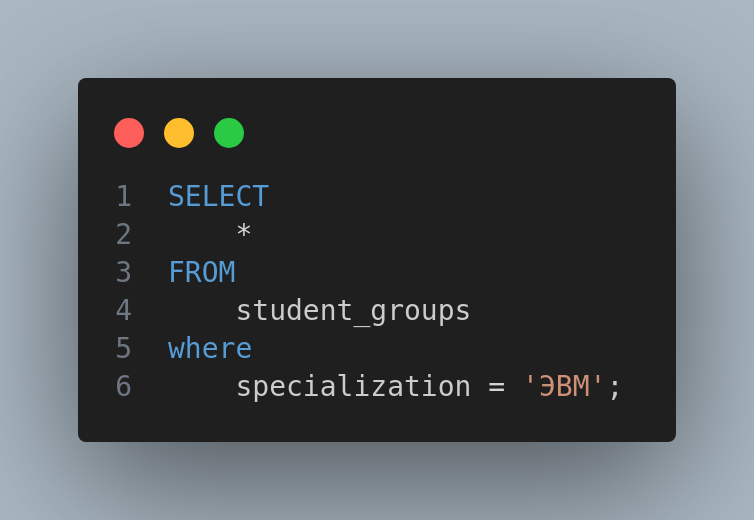 1 SELECT
2     *
3 FROM
4     student_groups
5 where
6     specialization = 'ЭВМ';